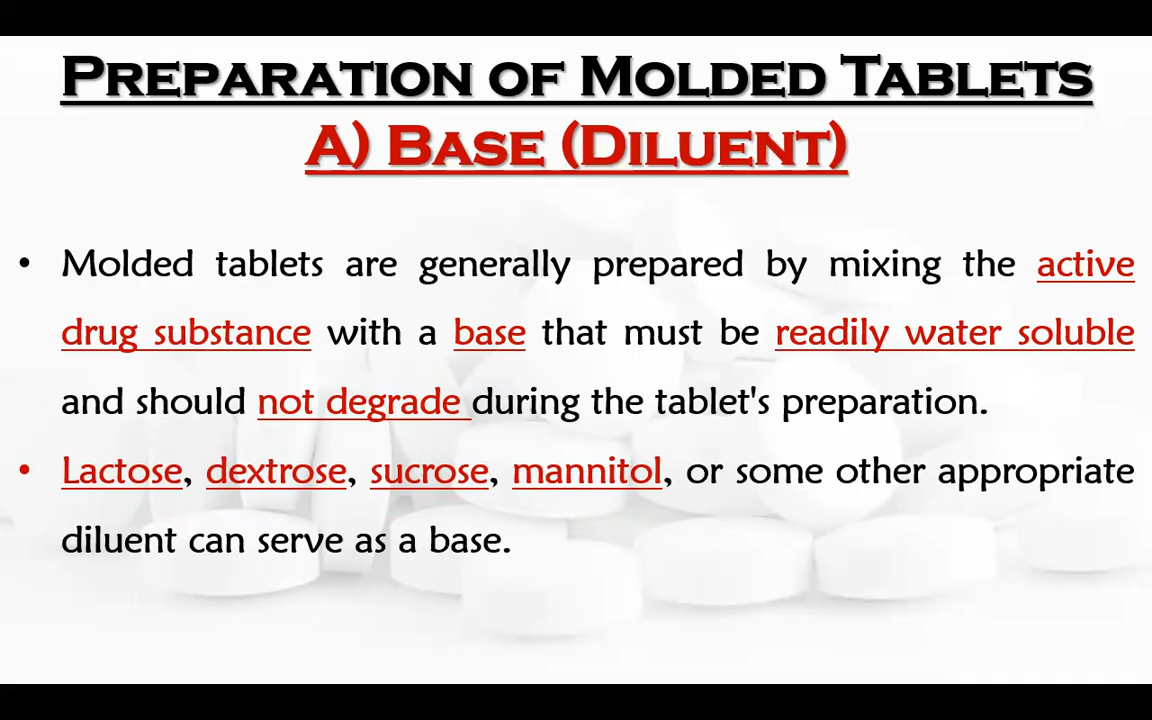 PREPARATION OF MOLDED TABLETS
A) BASE (DILUENT)
• Molded tablets are generally prepared by mixing the active
drug substance with a base that must be readily water soluble
and should not degrade during the tablet's preparation.
• Lactose, dextrose, sucrose, mannitol, or some other appropriate
diluent can serve as a base.